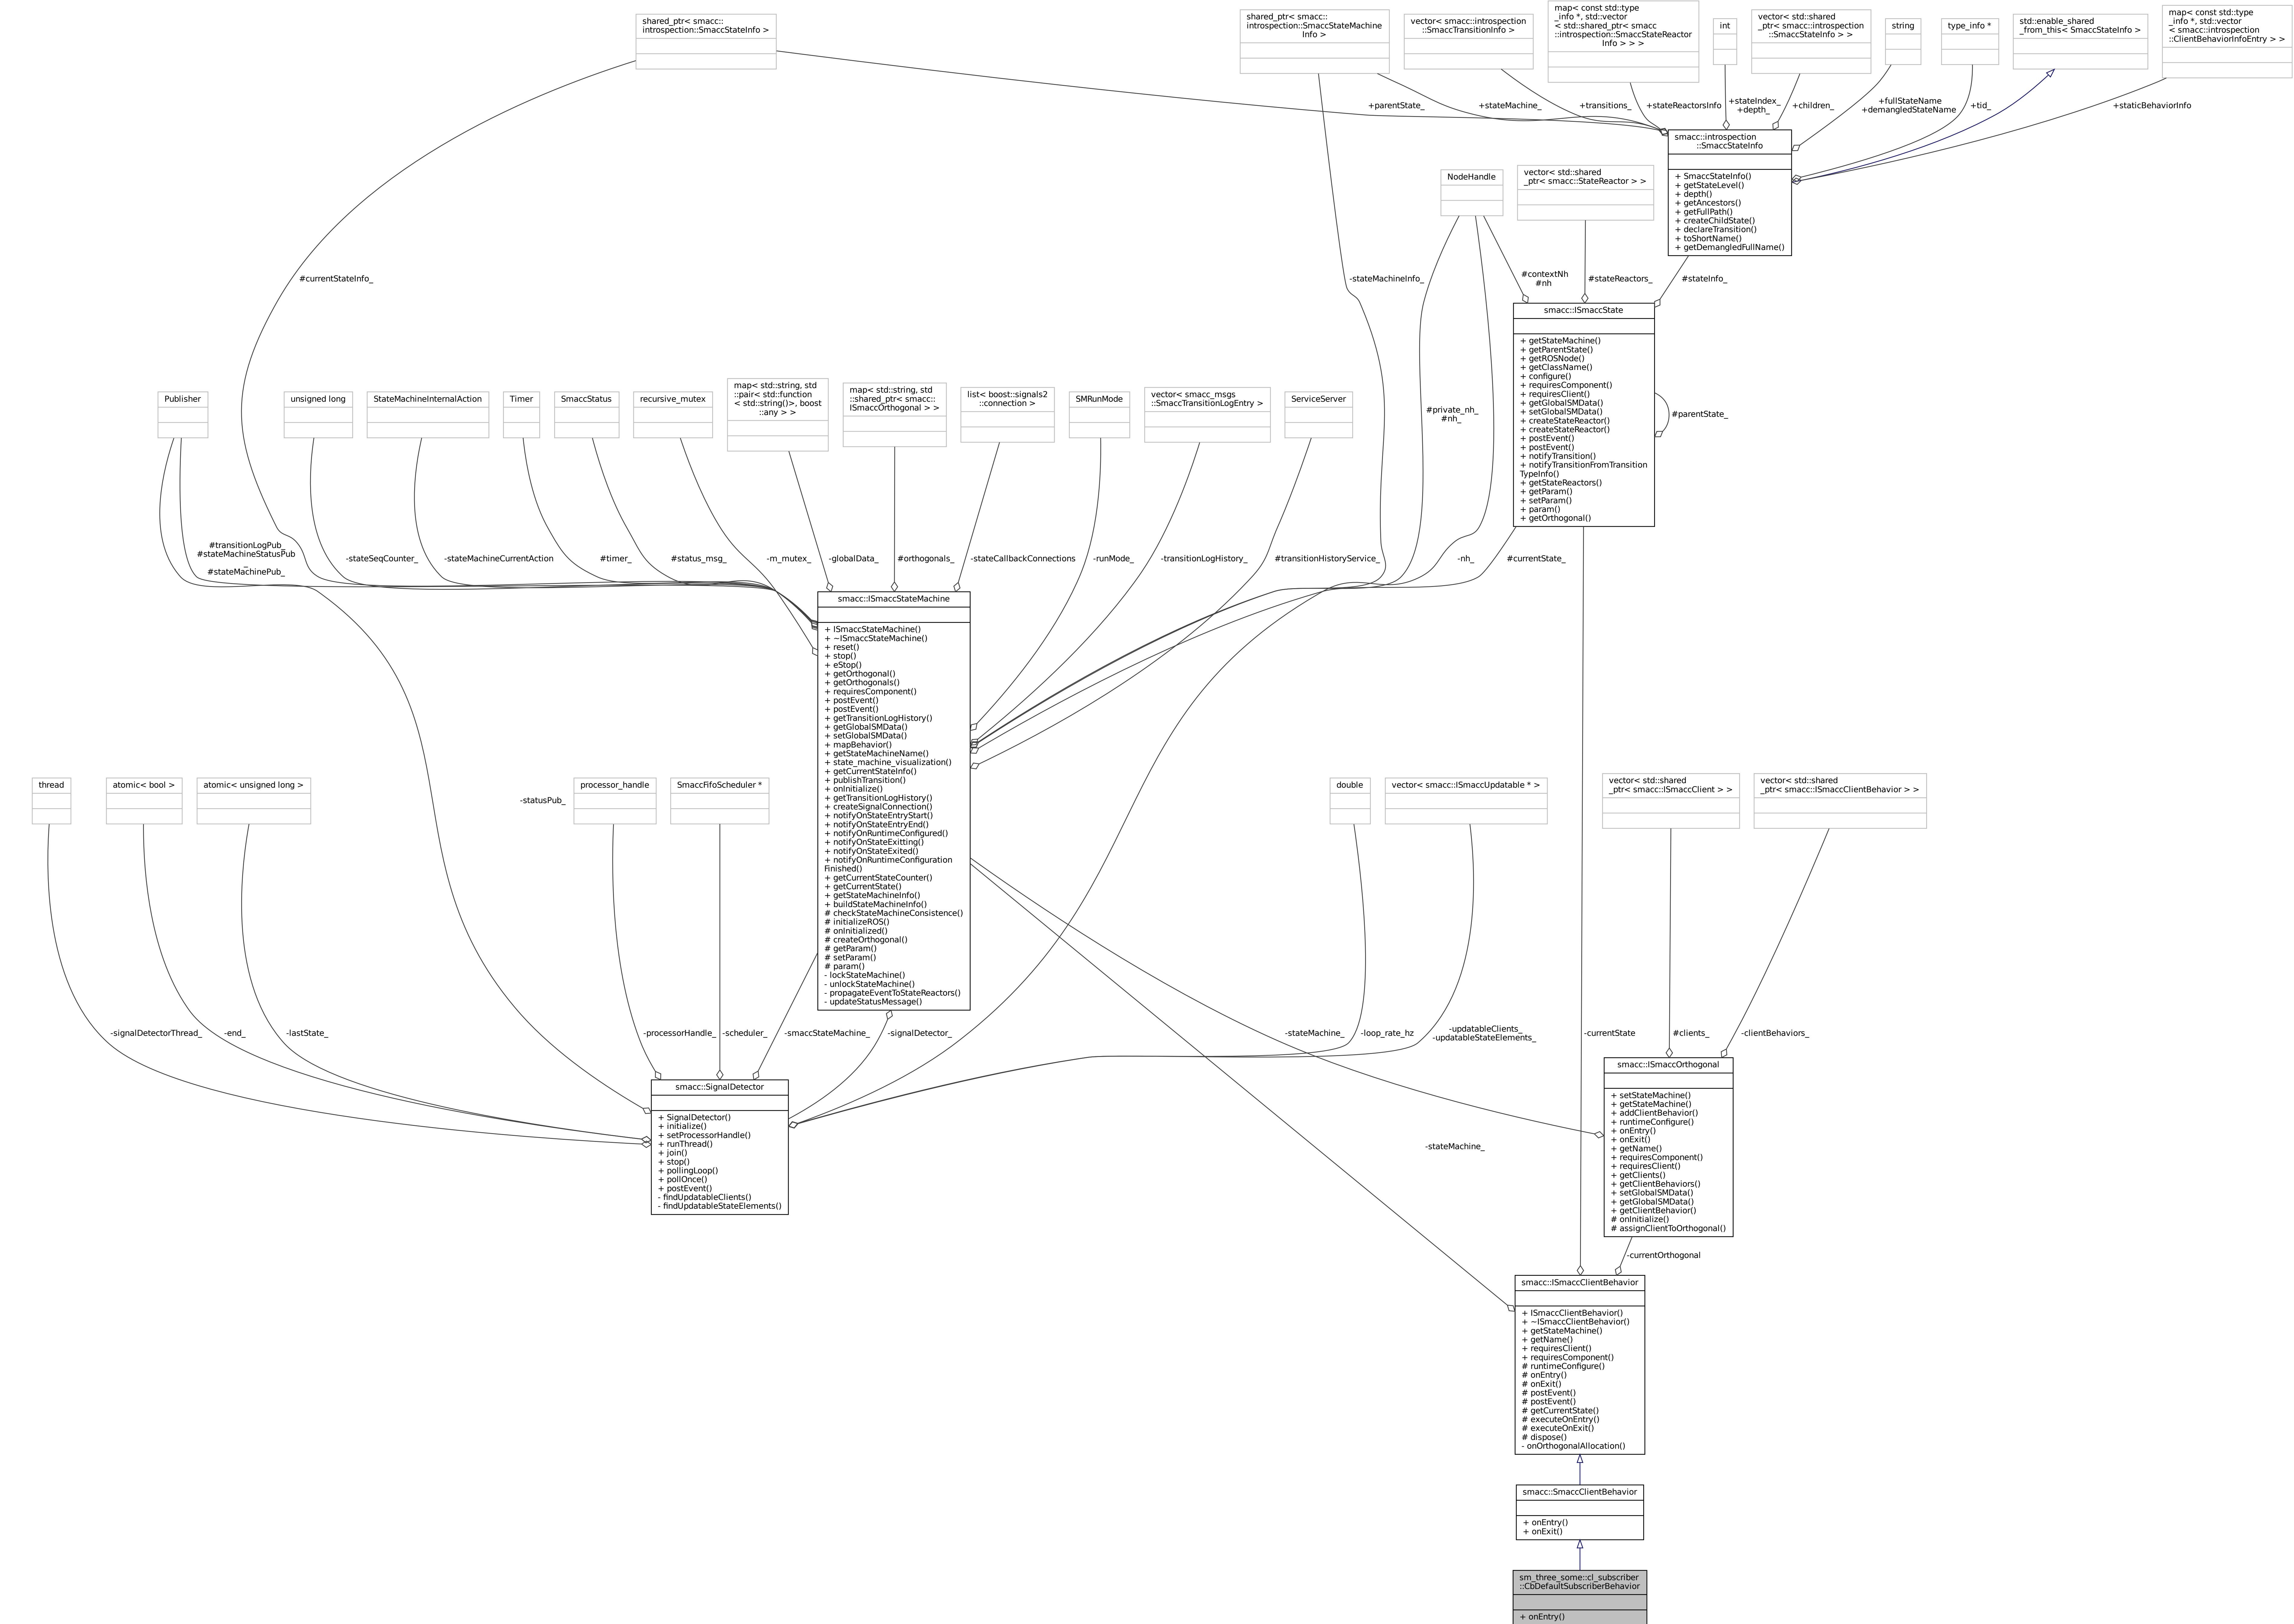 shared_ptr< smacc::
introspection::SmaccStateInfo >
shared_ptr< smacc::
introspection::SmaccStateMachine
Info >
vector< smacc::introspection
::SmaccTransitionInfo >
map< const std::type
_info *, std::vector
< std::shared_ptr< smacc
::introspection::SmaccStateReactor
Info > > >
int
vector< std::shared
_ptr< smacc::introspection
::SmaccStateInfo > >
string
type_info *
std::enable_shared
_from_this< SmaccStateInfo >
map< const std::type
_info *, std::vector
< smacc::introspection
::ClientBehaviorInfoEntry > >
+parentState_
+stateMachine_
+transitions_
+stateReactorsInfo
+stateIndex_
+depth_
+children_
+fullStateName
+demangledStateName
+tid_
+staticBehaviorInfo
smacc::introspection
::SmaccStateInfo
+ SmaccStateInfo()
+ getStateLevel()
+ depth()
+ getAncestors()
+ getFullPath()
+ createChildState()
+ declareTransition()
+ toShortName()
+ getDemangledFullName()
NodeHandle
vector< std::shared
_ptr< smacc::StateReactor > >
#currentStateInfo_
-stateMachineInfo_
#contextNh
#nh
#stateReactors_
#stateInfo_
smacc::ISmaccState
+ getStateMachine()
+ getParentState()
+ getROSNode()
+ getClassName()
+ configure()
+ requiresComponent()
+ requiresClient()
+ getGlobalSMData()
+ setGlobalSMData()
+ createStateReactor()
+ createStateReactor()
+ postEvent()
+ postEvent()
+ notifyTransition()
+ notifyTransitionFromTransition
TypeInfo()
+ getStateReactors()
+ getParam()
+ setParam()
+ param()
+ getOrthogonal()
#parentState_
#private_nh_
#nh_
Publisher
unsigned long
StateMachineInternalAction
Timer
SmaccStatus
recursive_mutex
map< std::string, std
::pair< std::function
< std::string()>, boost
::any > >
map< std::string, std
::shared_ptr< smacc::
ISmaccOrthogonal > >
list< boost::signals2
::connection >
SMRunMode
vector< smacc_msgs
::SmaccTransitionLogEntry >
ServiceServer
#transitionLogPub_
#stateMachineStatusPub
_
#stateMachinePub_
-stateSeqCounter_
-stateMachineCurrentAction
#timer_
#status_msg_
-m_mutex_
-globalData_
#orthogonals_
-stateCallbackConnections
-runMode_
-transitionLogHistory_
#transitionHistoryService_
-nh_
#currentState_
smacc::ISmaccStateMachine
+ ISmaccStateMachine()
+ ~ISmaccStateMachine()
+ reset()
+ stop()
+ eStop()
+ getOrthogonal()
+ getOrthogonals()
+ requiresComponent()
+ postEvent()
+ postEvent()
+ getTransitionLogHistory()
+ getGlobalSMData()
+ setGlobalSMData()
+ mapBehavior()
+ getStateMachineName()
+ state_machine_visualization()
+ getCurrentStateInfo()
+ publishTransition()
+ onInitialize()
+ getTransitionLogHistory()
+ createSignalConnection()
+ notifyOnStateEntryStart()
+ notifyOnStateEntryEnd()
+ notifyOnRuntimeConfigured()
+ notifyOnStateExitting()
+ notifyOnStateExited()
+ notifyOnRuntimeConfiguration
Finished()
+ getCurrentStateCounter()
+ getCurrentState()
+ getStateMachineInfo()
+ buildStateMachineInfo()
# checkStateMachineConsistence()
# initializeROS()
# onInitialized()
# createOrthogonal()
# getParam()
# setParam()
# param()
- lockStateMachine()
- unlockStateMachine()
- propagateEventToStateReactors()
- updateStatusMessage()
thread
atomic< bool >
atomic< unsigned long >
-statusPub_
processor_handle
SmaccFifoScheduler *
double
vector< smacc::ISmaccUpdatable * >
vector< std::shared
_ptr< smacc::ISmaccClient > >
vector< std::shared
_ptr< smacc::ISmaccClientBehavior > >
-signalDetectorThread_
-end_
-lastState_
-processorHandle_
-scheduler_
-smaccStateMachine_
-signalDetector_
-stateMachine_
-loop_rate_hz
-updatableClients_
-updatableStateElements_
-currentState
#clients_
-clientBehaviors_
smacc::SignalDetector
+ SignalDetector()
+ initialize()
+ setProcessorHandle()
+ runThread()
+ join()
+ stop()
+ pollingLoop()
+ pollOnce()
+ postEvent()
- findUpdatableClients()
- findUpdatableStateElements()
smacc::ISmaccOrthogonal
+ setStateMachine()
+ getStateMachine()
+ addClientBehavior()
+ runtimeConfigure()
+ onEntry()
+ onExit()
+ getName()
+ requiresComponent()
+ requiresClient()
+ getClients()
+ getClientBehaviors()
+ setGlobalSMData()
+ getGlobalSMData()
+ getClientBehavior()
# onInitialize()
# assignClientToOrthogonal()
-stateMachine_
-currentOrthogonal
smacc::ISmaccClientBehavior
+ ISmaccClientBehavior()
+ ~ISmaccClientBehavior()
+ getStateMachine()
+ getName()
+ requiresClient()
+ requiresComponent()
# runtimeConfigure()
# onEntry()
# onExit()
# postEvent()
# postEvent()
# getCurrentState()
# executeOnEntry()
# executeOnExit()
# dispose()
- onOrthogonalAllocation()
smacc::SmaccClientBehavior
+ onEntry()
+ onExit()
sm_three_some::cl_subscriber
::CbDefaultSubscriberBehavior
+ onEntry()